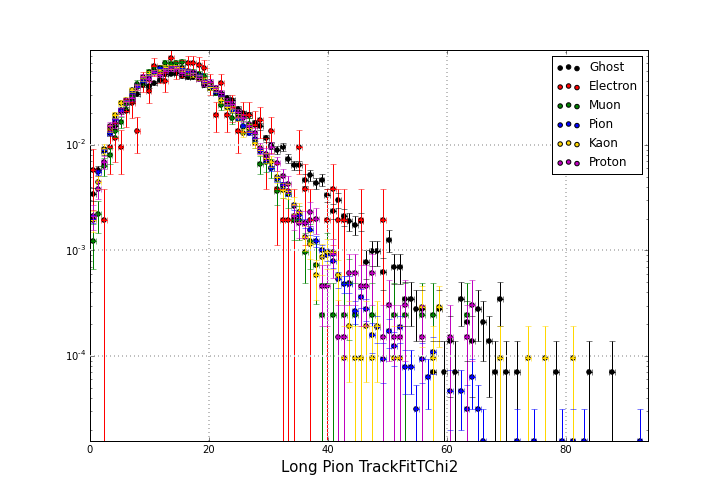 10⁻²
10⁻³
10⁻⁴
0
20
40
60
80
Ghost
Electron
Muon
Pion
Kaon
Proton
Long Pion TrackFitTChi2